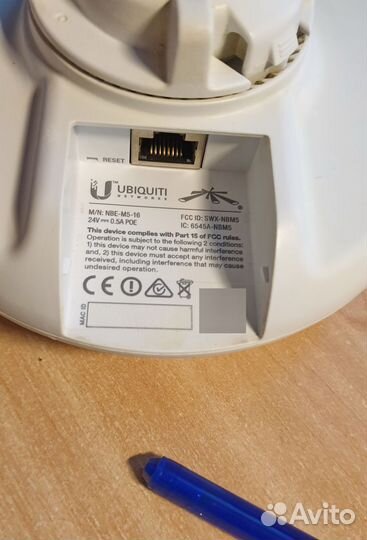 RESET
U™ UBIQUITI
NETWORKS
M/N: NBE-M5-16 FCC ID: SWX-NBM5
24V⎓0.5A POE IC: 6545A-NBM5
This device complies with Part 15 of FCC rules.
Operation is subject to the following 2 conditions:
1) this device may not cause harmful interference
and, 2) this device must accept any interference
received, including interference that may cause
undesired operation.
CE FC
MAC ID
Avito